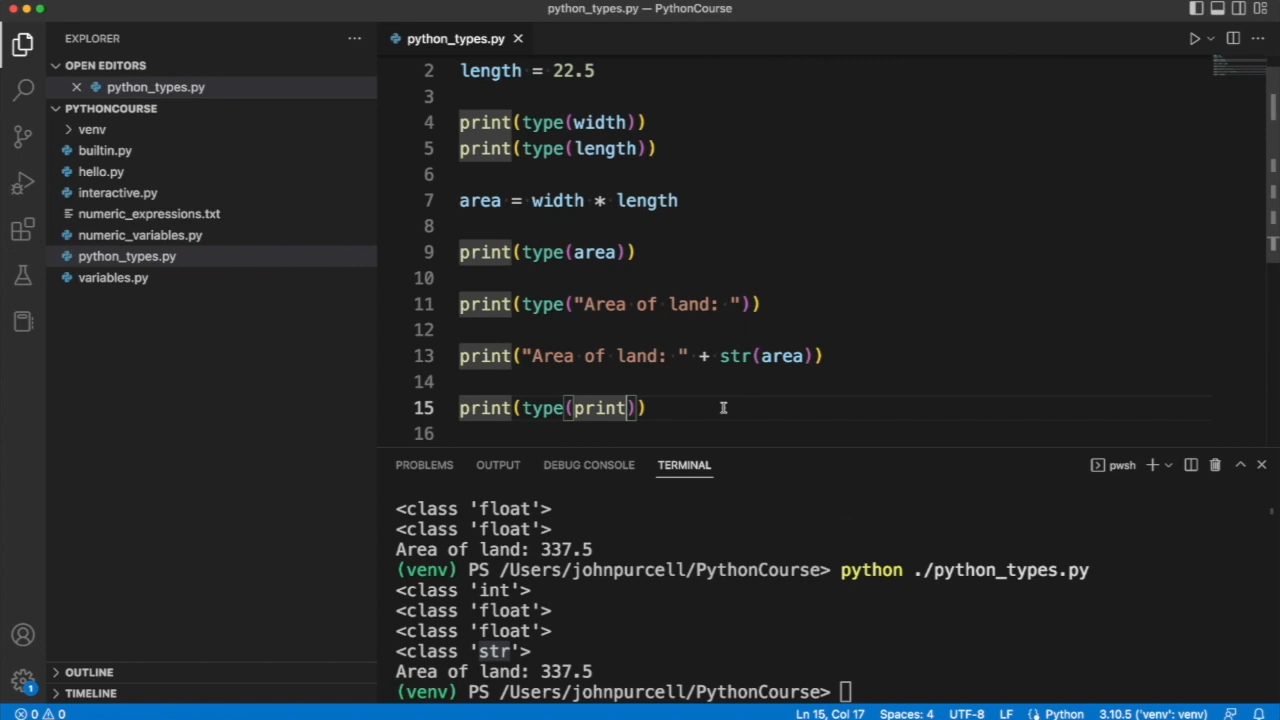 python_types.py — PythonCourse
EXPLORER
python_types.py
OPEN EDITORS
python_types.py
PYTHONCOURSE
venv
builtin.py
hello.py
interactive.py
numeric_expressions.txt
numeric_variables.py
python_types.py
variables.py
OUTLINE
TIMELINE
2 length = 22.5
3
4 print(type(width))
5 print(type(length))
6
7 area = width * length
8
9 print(type(area))
10
11 print(type("Area of land: "))
12
13 print("Area of land: " + str(area))
14
15 print(type(print))
16
PROBLEMS OUTPUT DEBUG CONSOLE TERMINAL pwsh
<class 'float'>
<class 'float'>
Area of land: 337.5
(venv) PS /Users/johnpurcell/PythonCourse> python ./python_types.py
<class 'int'>
<class 'float'>
<class 'float'>
<class 'str'>
Area of land: 337.5
(venv) PS /Users/johnpurcell/PythonCourse>
1
0 0 Ln 15, Col 17 Spaces: 4 UTF-8 LF Python 3.10.5 ('venv': venv)